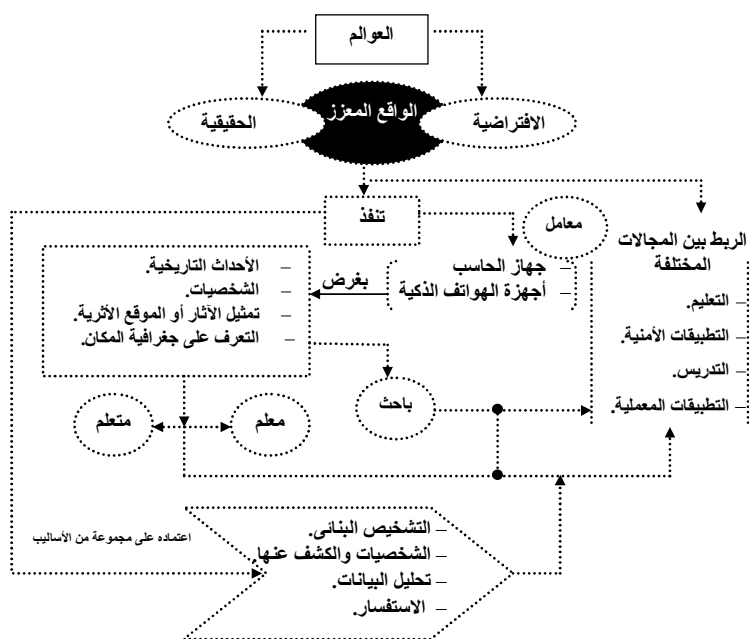 العوالم
الواقع المعزز
الافتراضية
الحقيقية
تنفذ
معامل
الربط بين المجالات
المختلفة
– التعليم.
– التطبيقات الأمنية.
– التدريس.
– التطبيقات المعملية.
– جهاز الحاسب
– أجهزة الهواتف الذكية
بغرض
– الأحداث التاريخية.
– الشخصيات.
– تمثيل الآثار أو الموقع الأثرية.
– التعرف على جغرافية المكان.
باحث
معلم
متعلم
اعتماده على مجموعة من الأساليب
– التشخيص البنائى.
– الشخصيات والكشف عنها.
– تحليل البيانات.
– الاستفسار.